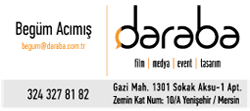 Begüm Acımış
begum@daraba.com.tr
daraba
film | medya | event | tasarım
324 327 81 82
Gazi Mah. 1301 Sokak Aksu-1 Apt.
Zemin Kat Num: 10/A Yenişehir / Mersin